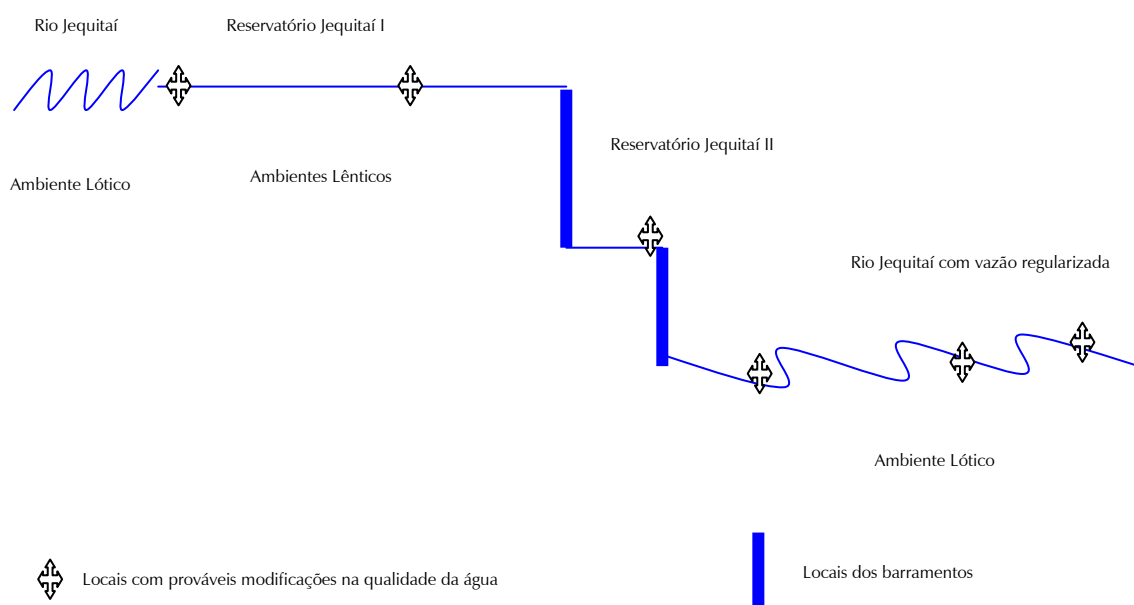 Rio Jequitaí
Reservatório Jequitaí I
Reservatório Jequitaí II
Ambientes Lênticos
Ambiente Lótico
Rio Jequitaí com vazão regularizada
Ambiente Lótico
Locais com prováveis modificações na qualidade da água
Locais dos barramentos